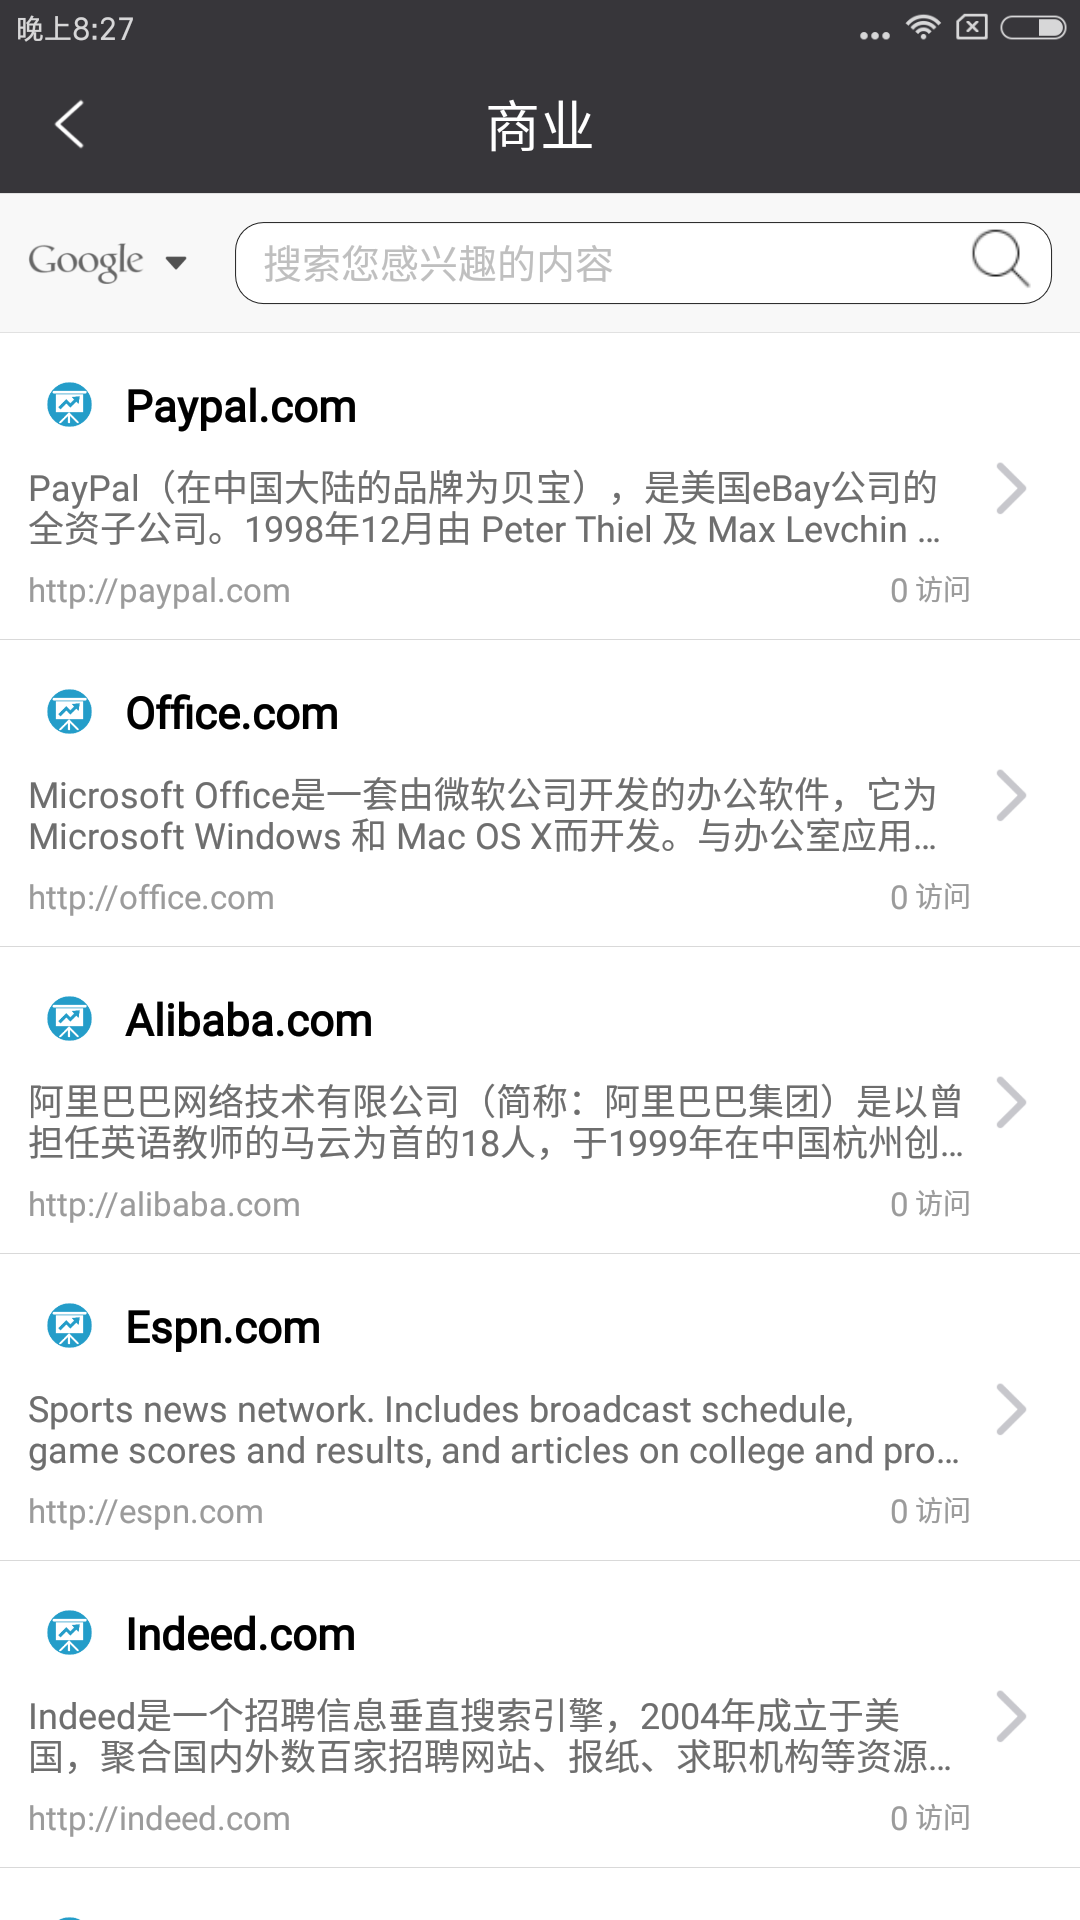 晚上8:27
商业
Google
搜索您感兴趣的内容
Paypal.com
PayPal（在中国大陆的品牌为贝宝），是美国eBay公司的
全资子公司。1998年12月由 Peter Thiel 及 Max Levchin ...
http://paypal.com
0 访问
Office.com
Microsoft Office是一套由微软公司开发的办公软件，它为
Microsoft Windows 和 Mac OS X而开发。与办公室应用...
http://office.com
0 访问
Alibaba.com
阿里巴巴网络技术有限公司（简称：阿里巴巴集团）是以曾
担任英语教师的马云为首的18人，于1999年在中国杭州创...
http://alibaba.com
0 访问
Espn.com
Sports news network. Includes broadcast schedule,
game scores and results, and articles on college and pro...
http://espn.com
0 访问
Indeed.com
Indeed是一个招聘信息垂直搜索引擎，2004年成立于美
国，聚合国内外数百家招聘网站、报纸、求职机构等资源...
http://indeed.com
0 访问